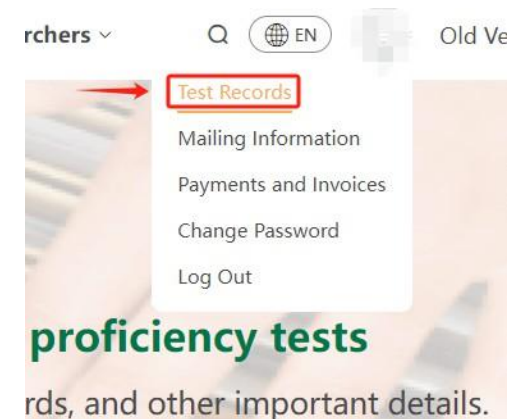 rchers
EN
Old Ve
Test Records
Mailing Information
Payments and Invoices
Change Password
Log Out
proficiency tests
rds, and other important details.